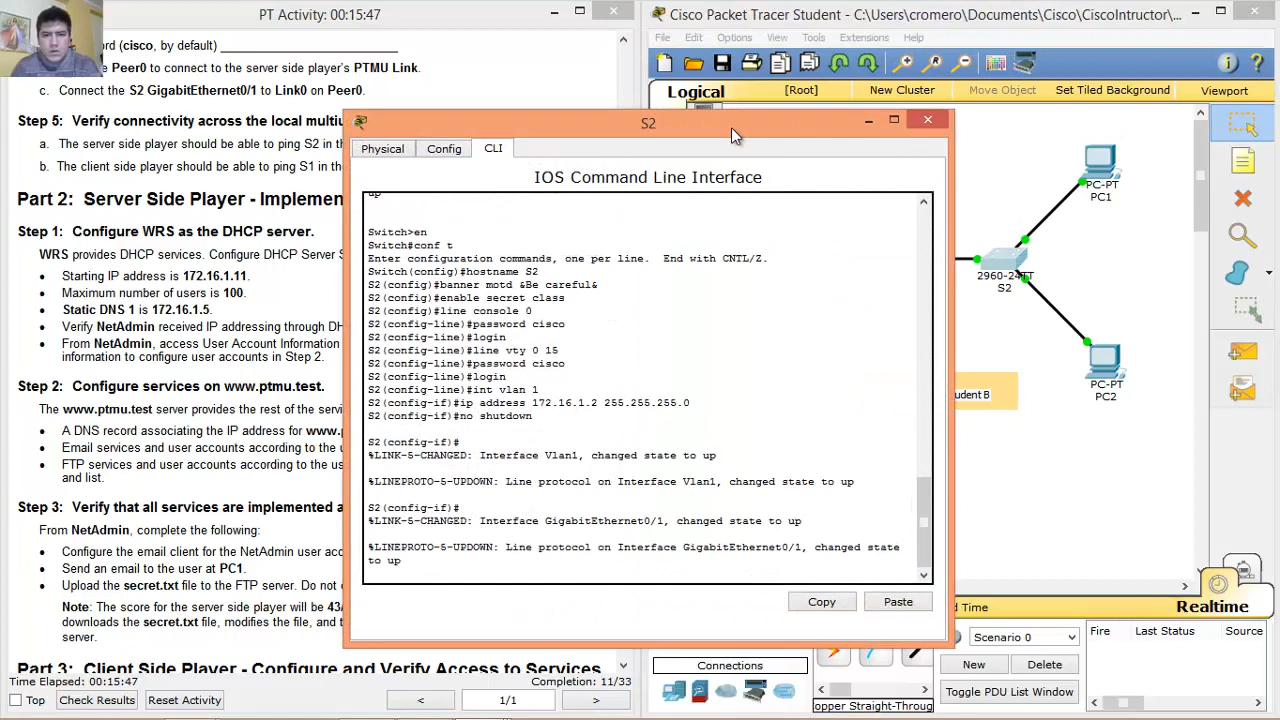 PT Activity: 00:15:47
ord (cisco, by default)
e Peer0 to connect to the server side player's PTMU Link.
c. Connect the S2 GigabitEthernet0/1 to Link0 on Peer0.
Step 5: Verify connectivity across the local multiu
a. The server side player should be able to ping S2 in th
b. The client side player should be able to ping S1 in the
Part 2: Server Side Player - Implemen
Step 1: Configure WRS as the DHCP server.
WRS provides DHCP services. Configure DHCP Server S
Starting IP address is 172.16.1.11.
Maximum number of users is 100.
Static DNS 1 is 172.16.1.5.
Verify NetAdmin received IP addressing through DH
From NetAdmin, access User Account Information
information to configure user accounts in Step 2.
Step 2: Configure services on www.ptmu.test.
The www.ptmu.test server provides the rest of the servi
A DNS record associating the IP address for www.p
Email services and user accounts according to the u
FTP services and user accounts according to the us
and list.
Step 3: Verify that all services are implemented a
From NetAdmin, complete the following:
Configure the email client for the NetAdmin user acco
Send an email to the user at PC1.
Upload the secret.txt file to the FTP server. Do not e
Note: The score for the server side player will be 43/
downloads the secret.txt file, modifies the file, and t
server.
Part 3: Client Side Player - Configure and Verify Access to Services
Time Elapsed: 00:15:47
Completion: 11/33
Top
Check Results
Reset Activity
<
1/1
>
S2
Physical
Config
CLI
IOS Command Line Interface
up
Switch>en
Switch#conf t
Enter configuration commands, one per line. End with CNTL/Z.
Switch(config)#hostname S2
S2(config)#banner motd &Be careful&
S2(config)#enable secret class
S2(config)#line console 0
S2(config-line)#password cisco
S2(config-line)#login
S2(config-line)#line vty 0 15
S2(config-line)#password cisco
S2(config-line)#login
S2(config-line)#int vlan 1
S2(config-if)#ip address 172.16.1.2 255.255.255.0
S2(config-if)#no shutdown
S2(config-if)#
%LINK-5-CHANGED: Interface Vlan1, changed state to up
%LINEPROTO-5-UPDOWN: Line protocol on Interface Vlan1, changed state to up
S2(config-if)#
%LINK-5-CHANGED: Interface GigabitEthernet0/1, changed state to up
%LINEPROTO-5-UPDOWN: Line protocol on Interface GigabitEthernet0/1, changed state
to up
Copy
Paste
Cisco Packet Tracer Student - C:\Users\cromero\Documents\Cisco\CiscoIntructor\...
File Edit Options View Tools Extensions Help
Logical [Root] New Cluster Move Object Set Tiled Background Viewport
PC-PT
PC1
2960-24TT
S2
PC-PT
PC2
udent B
d Time
Realtime
Connections
Scenario 0
New
Delete
Toggle PDU List Window
Fire Last Status Source
opper Straight-Throug